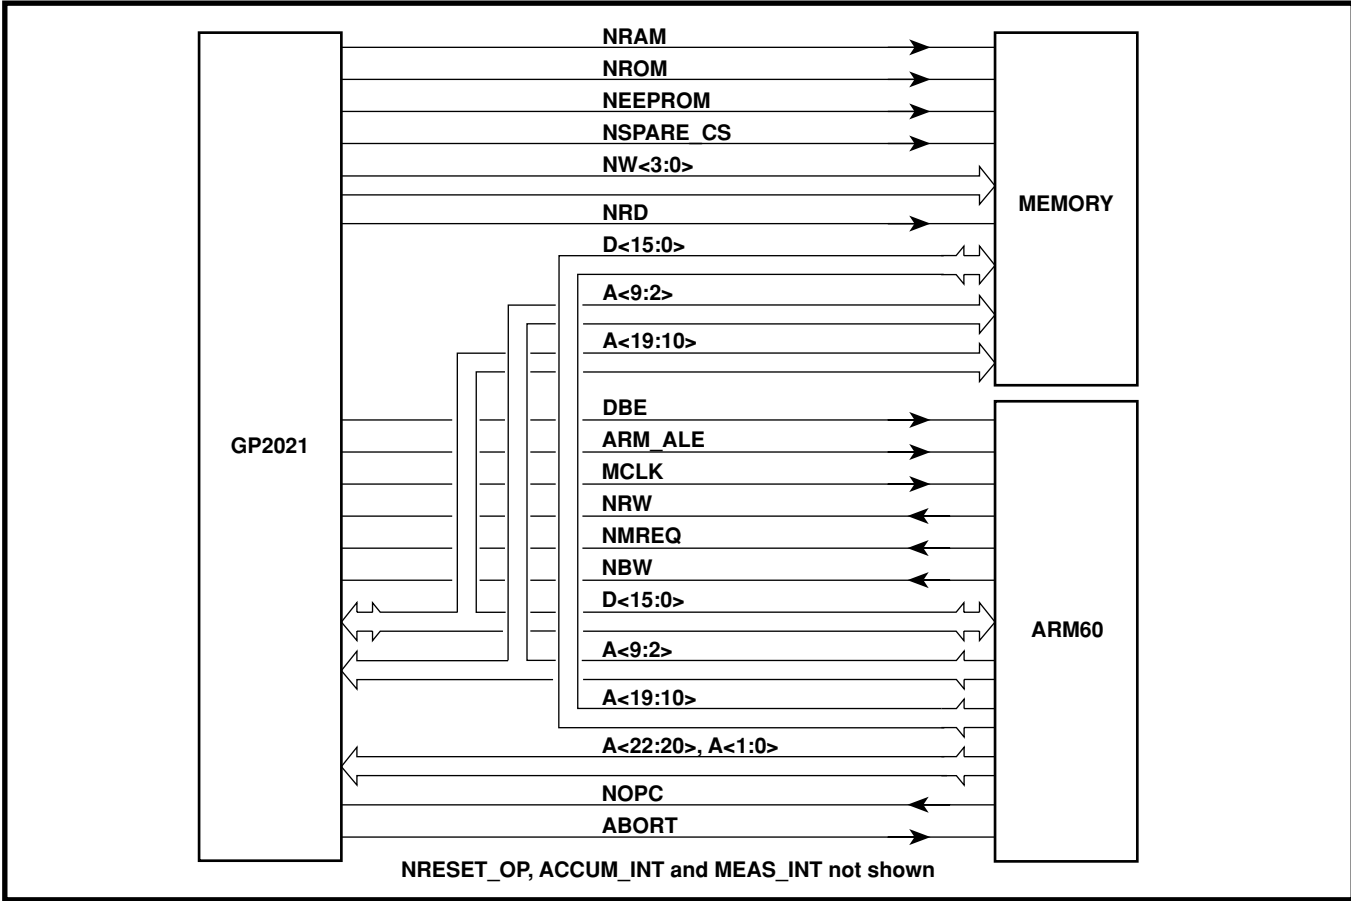 NRAM
NROM
NEEPROM
NSPARE_CS
NW<3:0>
NRD
D<15:0>
A<9:2>
A<19:10>
MEMORY
GP2021
DBE
ARM_ALE
MCLK
NRW
NMREQ
NBW
D<15:0>
A<9:2>
A<19:10>
A<22:20>, A<1:0>
NOPC
ABORT
ARM60
NRESET_OP, ACCUM_INT and MEAS_INT not shown